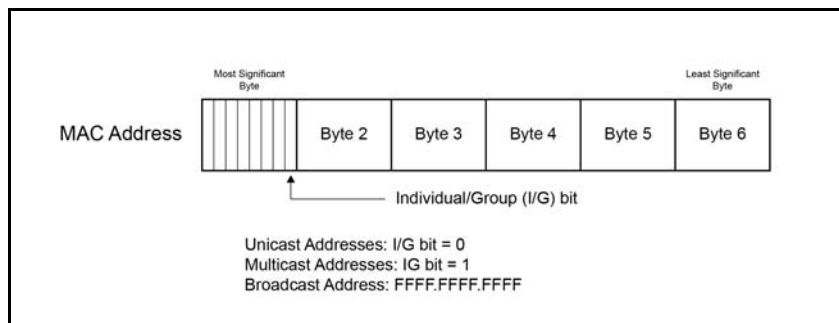 Most Significant
Byte
Least Significant
Byte
MAC Address
Byte 2
Byte 3
Byte 4
Byte 5
Byte 6
Individual/Group (I/G) bit
Unicast Addresses: I/G bit = 0
Multicast Addresses: IG bit = 1
Broadcast Address: FFFF.FFFF.FFFF